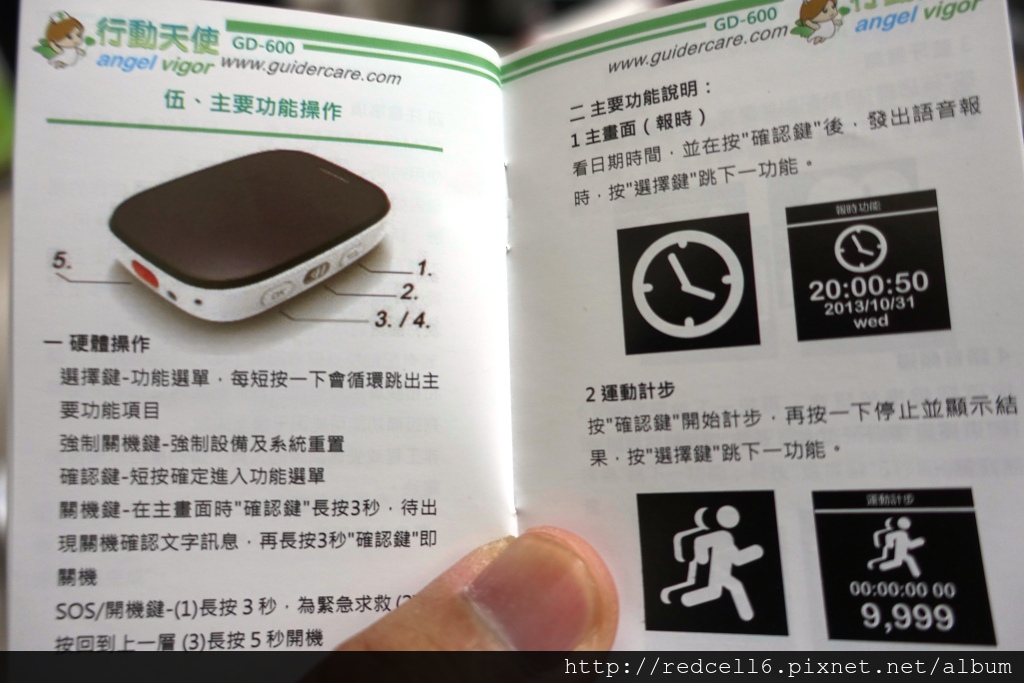 行動天使 GD-600
angel vigor www.guidercare.com
伍、主要功能操作
5.
1.
2.
3. / 4.
OK
一 硬體操作
選擇鍵-功能選單，每短按一下會循環跳出主
要功能項目
強制關機鍵-強制設備及系統重置
確認鍵-短按確定進入功能選單
關機鍵-在主畫面時"確認鍵"長按3秒，待出
現關機確認文字訊息，再長按3秒"確認鍵"即
關機
SOS/開機鍵-(1)長按 3 秒，為緊急求救 (2
按回到上一層 (3)長按 5 秒開機
GD-600 行動
www.guidercare.com angel vigor
二 主要功能說明：
1 主畫面（報時）
看日期時間，並在按"確認鍵"後，發出語音報
時，按"選擇鍵"跳下一功能。
報時功能
20:00:50
2013/10/31
wed
2 運動計步
按"確認鍵"開始計步，再按一下停止並顯示結
果，按"選擇鍵"跳下一功能。
運動計步
00:00:00 00
9,999
http://redcell6.pixnet.net/album